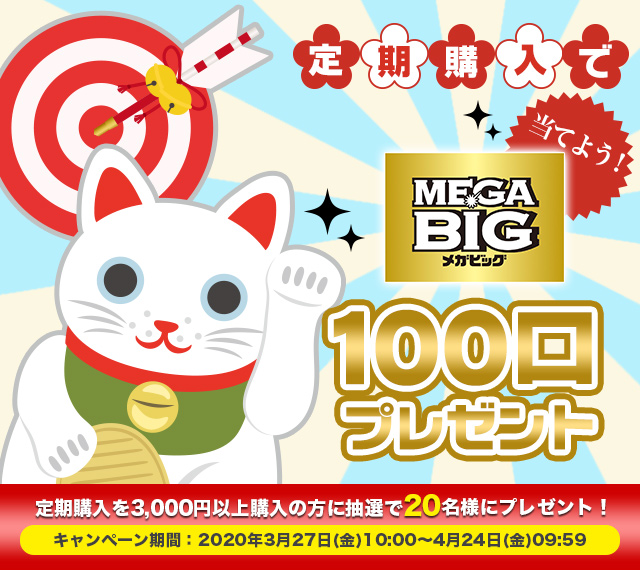 定期購入で
当てよう!
MEGA
BIG
メガビッグ
100口
プレゼント
定期購入を3,000円以上購入の方に抽選で20名様にプレゼント!
キャンペーン期間:2020年3月27日(金)10:00〜4月24日(金)09:59